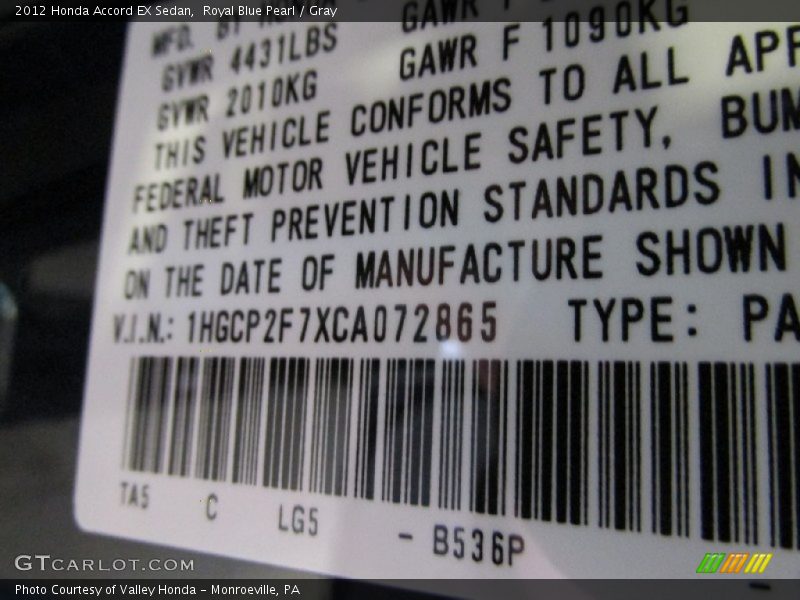 2012 Honda Accord EX Sedan, Royal Blue Pearl / Gray
GAWR F
GVWR 4431LBS GAWR F 1090KG
GVWR 2010KG
THIS VEHICLE CONFORMS TO ALL APP
FEDERAL MOTOR VEHICLE SAFETY, BUM
AND THEFT PREVENTION STANDARDS IN
ON THE DATE OF MANUFACTURE SHOWN
V.I.N.: 1HGCP2F7XCA072865 TYPE: PA
TA5 C LG5 - B536P
GTCARLOT.COM
Photo Courtesy of Valley Honda - Monroeville, PA